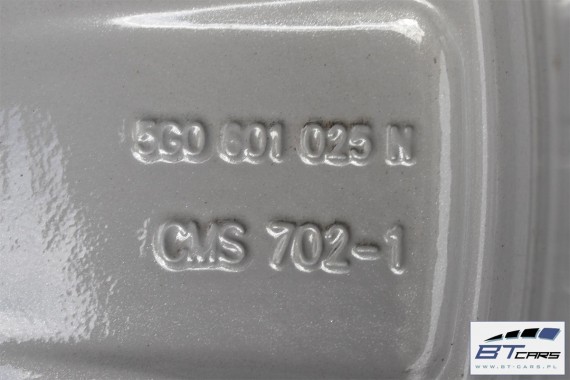 5G0 601 025 N
CMS 702-1
BT CARS
WWW.BT-CARS.PL